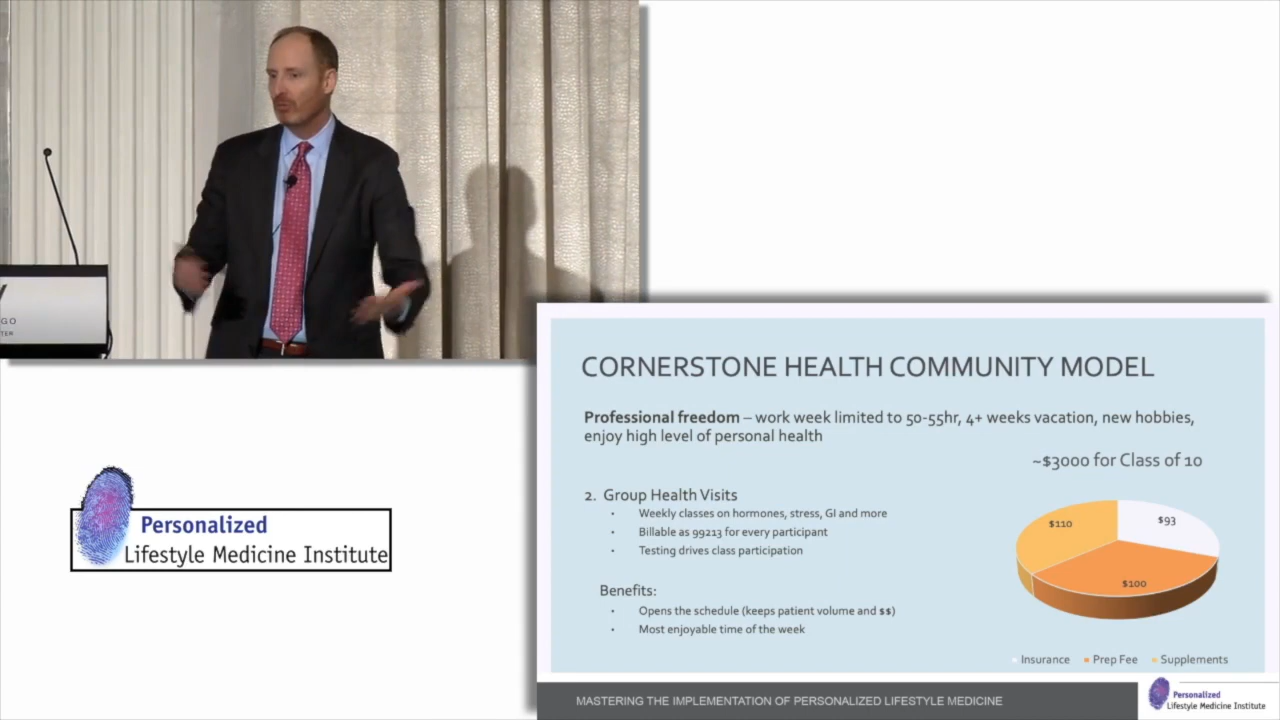 GO
TER
CORNERSTONE HEALTH COMMUNITY MODEL
Professional freedom – work week limited to 50-55hr, 4+ weeks vacation, new hobbies,
enjoy high level of personal health
~$3000 for Class of 10
2. Group Health Visits
• Weekly classes on hormones, stress, GI and more
• Billable as 99213 for every participant
• Testing drives class participation
Benefits:
• Opens the schedule (keeps patient volume and $$)
• Most enjoyable time of the week
$110
$93
$100
Insurance Prep Fee Supplements
Personalized
Lifestyle Medicine Institute
MASTERING THE IMPLEMENTATION OF PERSONALIZED LIFESTYLE MEDICINE
Personalized
Lifestyle Medicine Institute